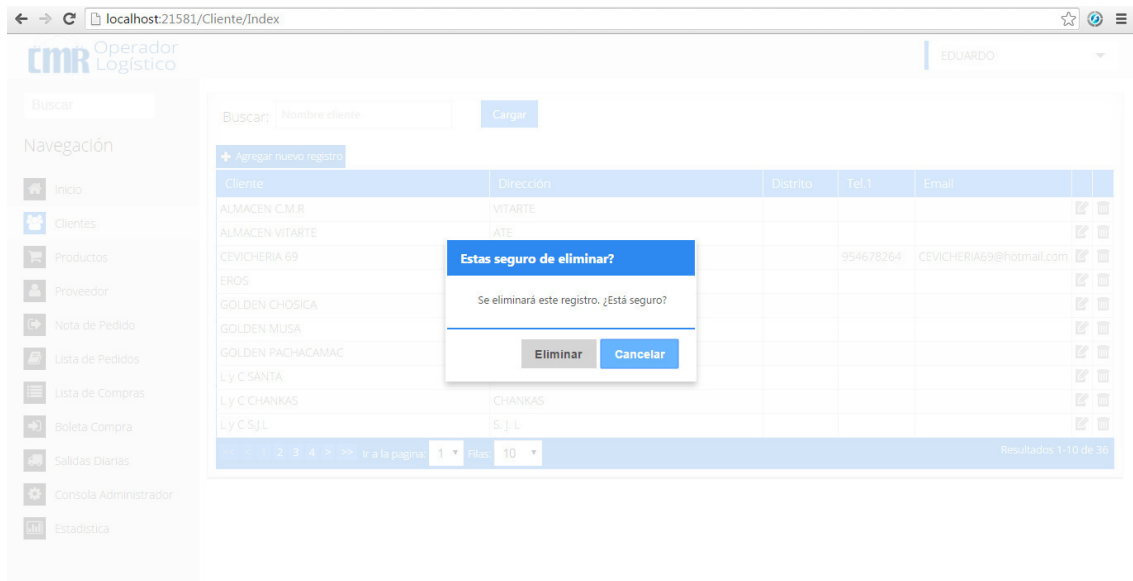 localhost:21581/Cliente/Index
CMR Operador Logístico
EDUARDO
Buscar
Navegación
Inicio
Clientes
Productos
Proveedor
Nota de Pedido
Lista de Pedidos
Lista de Compras
Boleta Compra
Salidas Diarias
Consola Administrador
Estadistica
Buscar: Nombre cliente Cargar
+ Agregar nuevo registro
Cliente Dirección Distrito Tel.1 Email
ALMACEN C.M.R VITARTE
ALMACEN VITARTE ATE
CEVICHERIA 69 954678264 CEVICHERIA69@hotmail.com
EROS
GOLDEN CHOSICA
GOLDEN MUSA
GOLDEN PACHACAMAC
L y C SANTA
L.y C CHANKAS CHANKAS
L.y C S.J.L S. J. L
<< < 1 2 3 4 > >> Ir a la pagina: 1 Filas: 10 Resultados 1-10 de 36
Estas seguro de eliminar?
Se eliminará este registro. ¿Está seguro?
Eliminar Cancelar